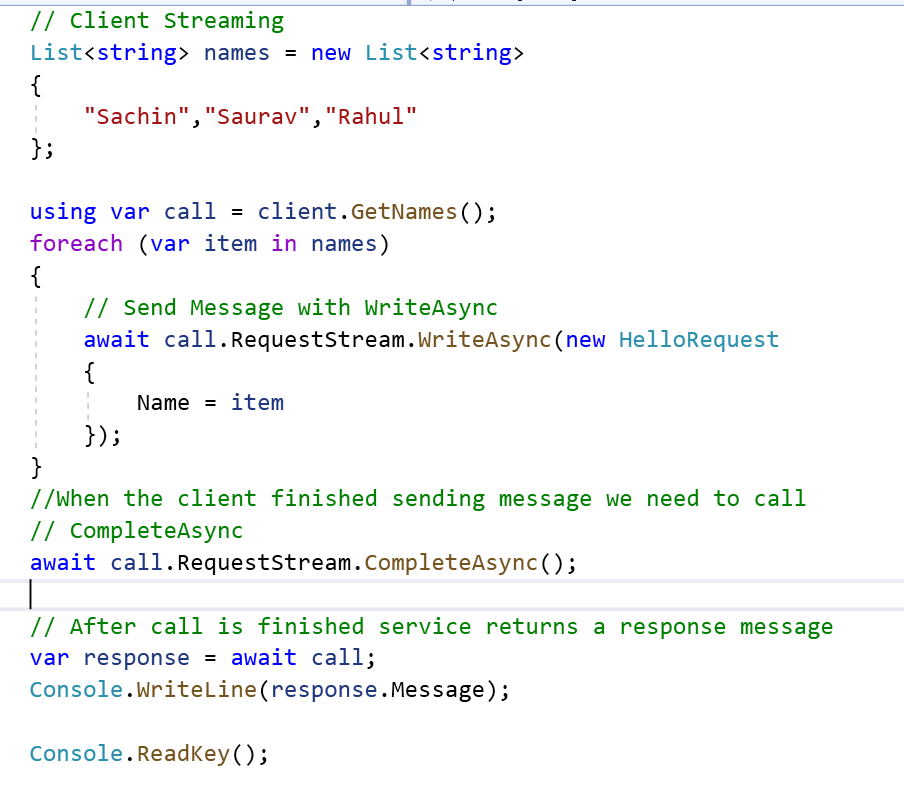 // Client Streaming
List<string> names = new List<string>
{
    "Sachin","Saurav","Rahul"
};

using var call = client.GetNames();
foreach (var item in names)
{
    // Send Message with WriteAsync
    await call.RequestStream.WriteAsync(new HelloRequest
    {
        Name = item
    });
}
//When the client finished sending message we need to call
// CompleteAsync
await call.RequestStream.CompleteAsync();

// After call is finished service returns a response message
var response = await call;
Console.WriteLine(response.Message);

Console.ReadKey();